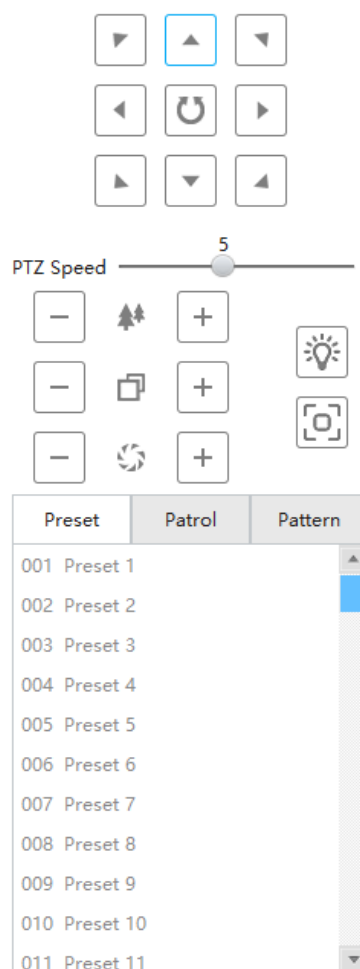 5
PTZ Speed
Preset Patrol Pattern
001 Preset 1
002 Preset 2
003 Preset 3
004 Preset 4
005 Preset 5
006 Preset 6
007 Preset 7
008 Preset 8
009 Preset 9
010 Preset 10
011 Preset 11